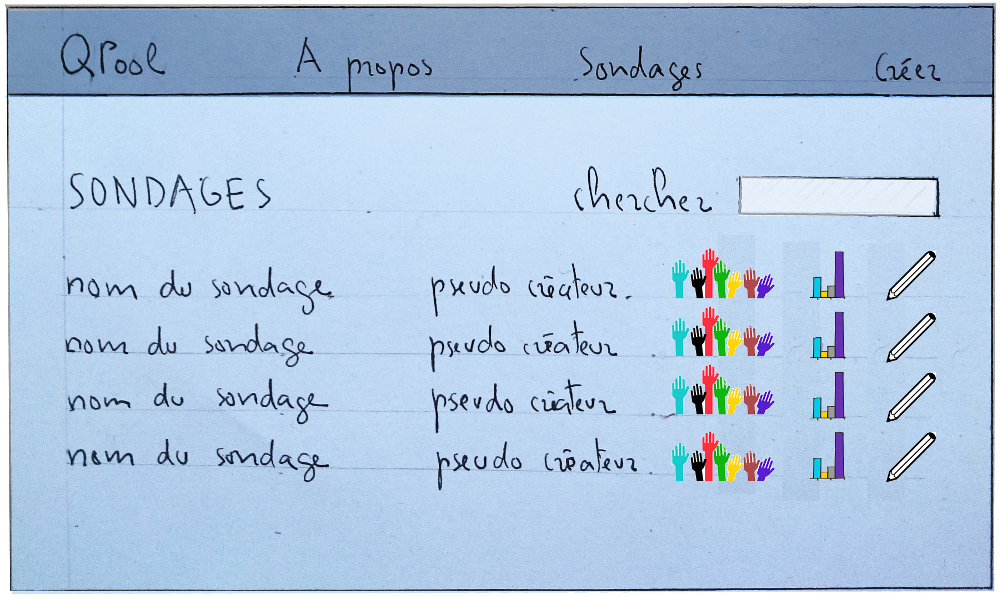 QPool A propos Sondages Créer
SONDAGES chercher
nom du sondage pseudo créateur.
nom du sondage pseudo créateur
nom du sondage pseudo créateur
nom du sondage pseudo créateur